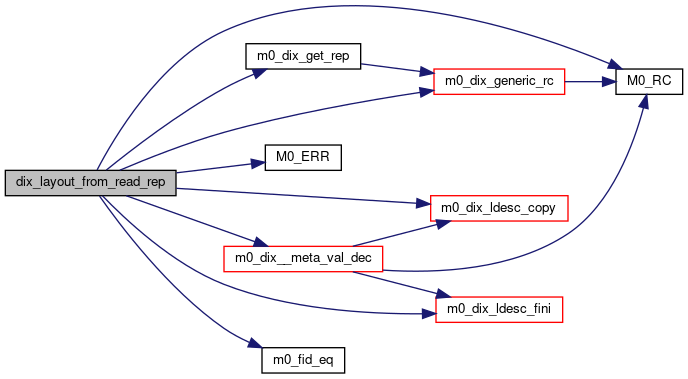 dix_layout_from_read_rep
m0_dix_get_rep
m0_dix_generic_rc
M0_RC
M0_ERR
m0_dix_ldesc_copy
m0_dix__meta_val_dec
m0_dix_ldesc_fini
m0_fid_eq